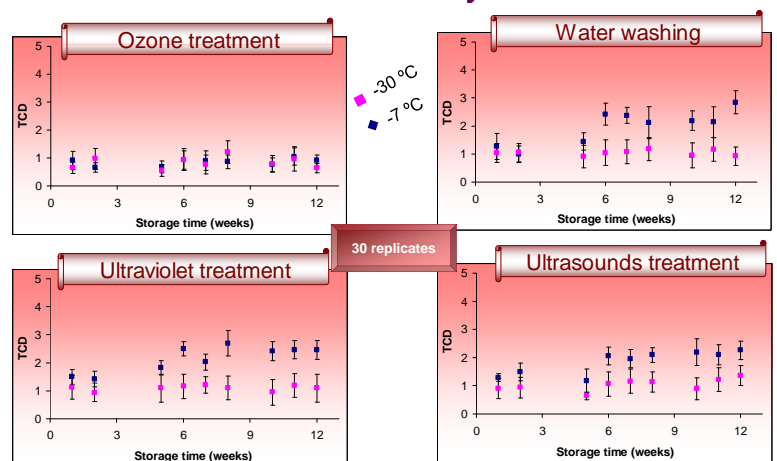 Ozone treatment
5
4
3
2
1
0
TCD
0 3 6 9 12
Storage time (weeks)
-30 ºC
-7 ºC
Water washing
5
4
3
2
1
0
TCD
0 3 6 9 12
Storage time (weeks)
30 replicates
Ultraviolet treatment
5
4
3
2
1
0
TCD
0 3 6 9 12
Storage time (weeks)
Ultrasounds treatment
5
4
3
2
1
0
TCD
0 3 6 9 12
Storage time (weeks)